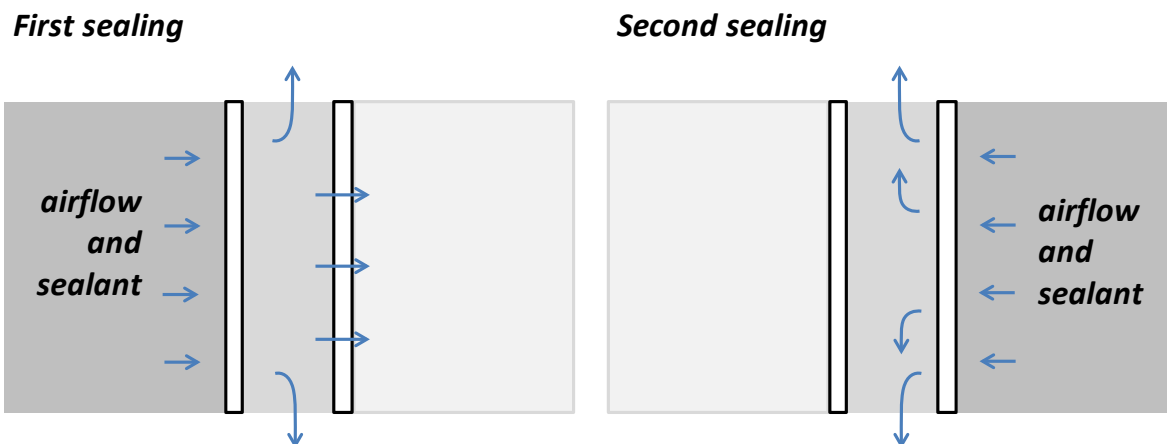 First sealing
Second sealing
airflow
and
sealant
airflow
and
sealant